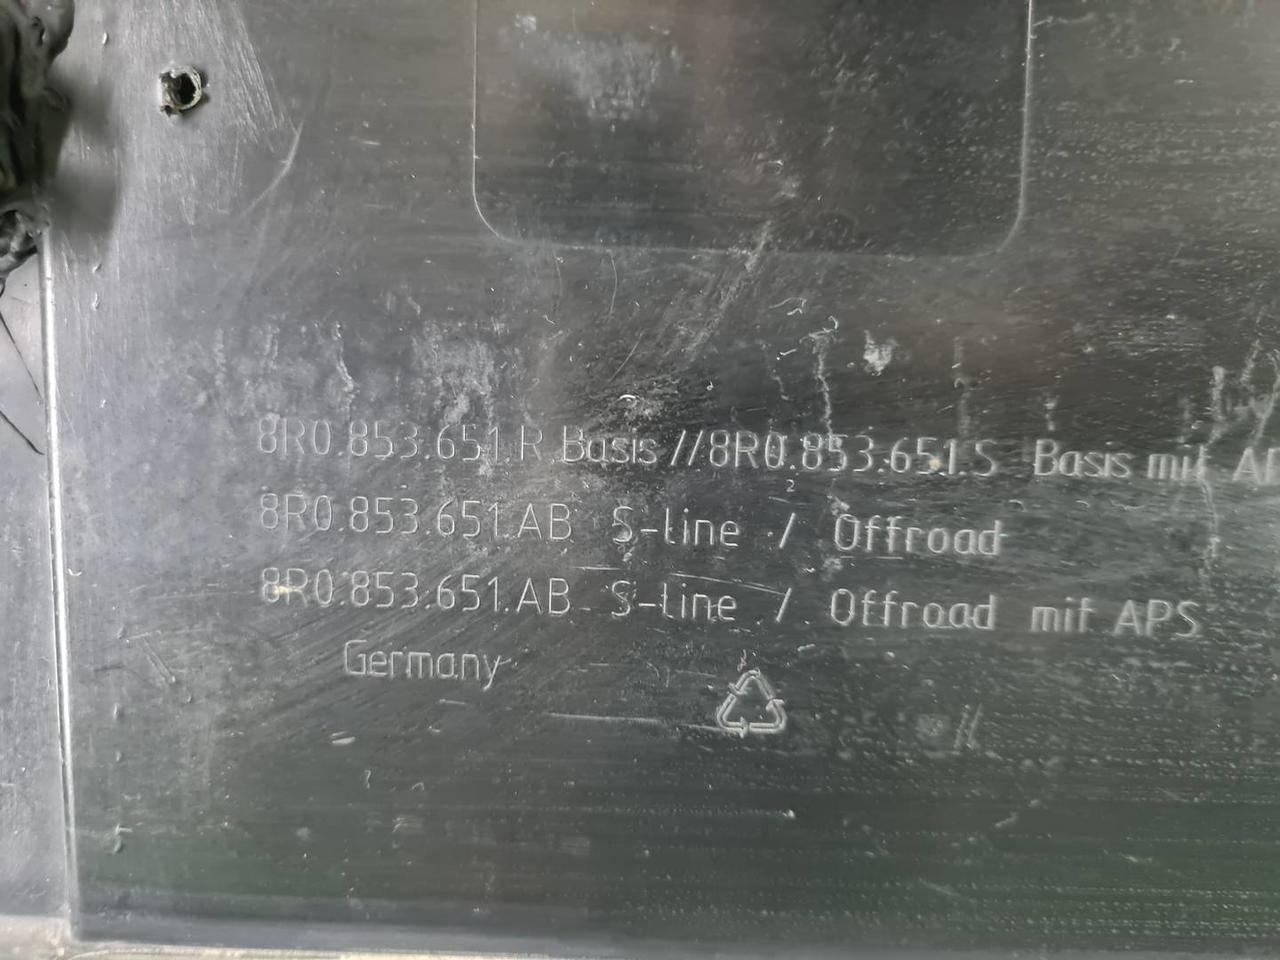 8R0.853.651.R Basis //8R0.853.651.S Basis mit AP
8R0.853.651.AB S-line / Offroad
8R0.853.651.AB S-line / Offroad mit APS
Germany